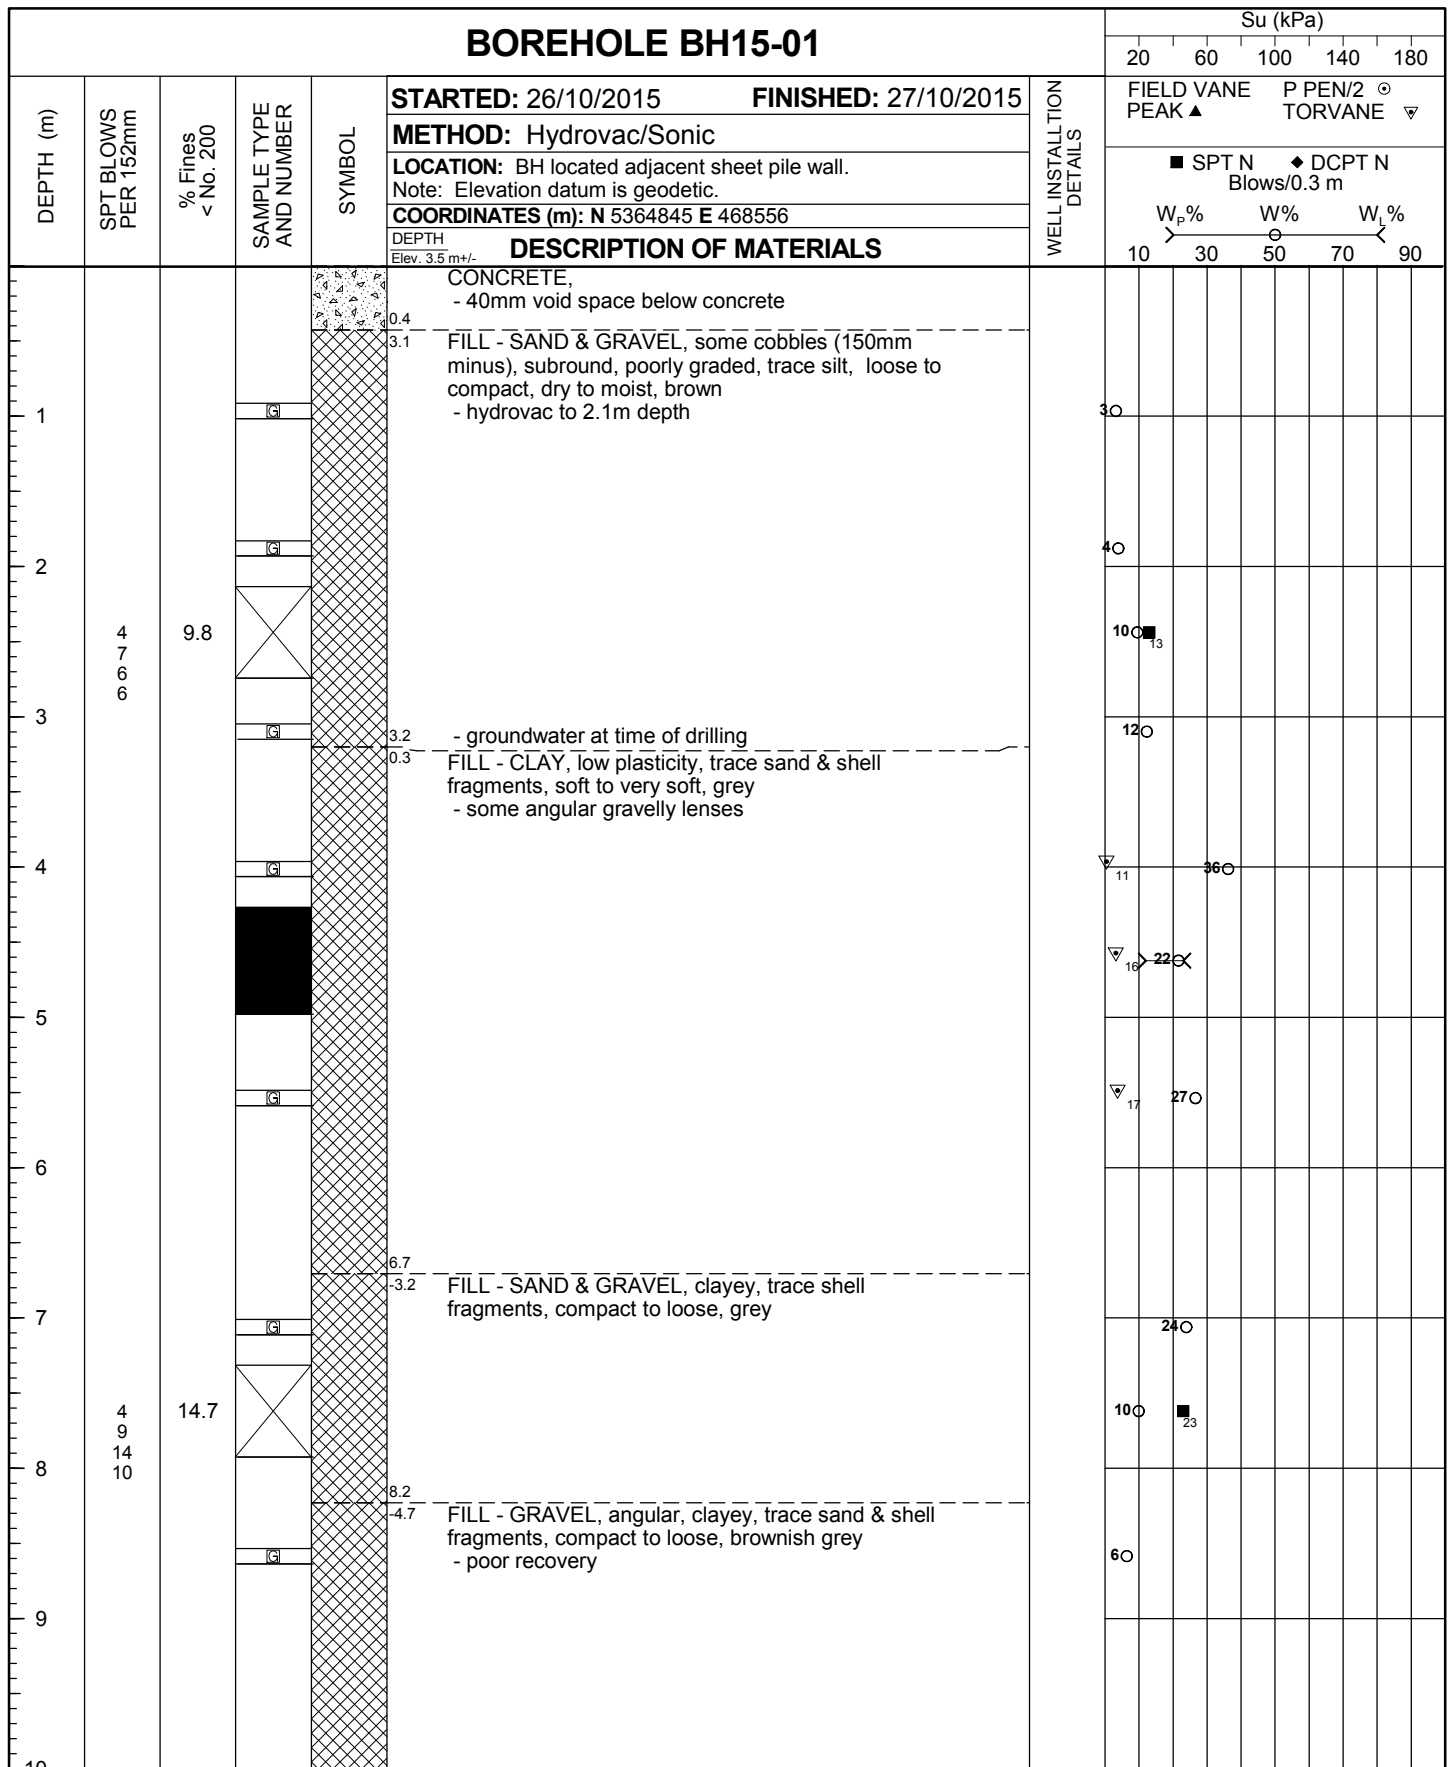 BOREHOLE BH15-01
Su (kPa)
20 60 100 140 180
DEPTH (m)
SPT BLOWS
PER 152mm
% Fines
< No. 200
SAMPLE TYPE
AND NUMBER
SYMBOL
STARTED: 26/10/2015 FINISHED: 27/10/2015
METHOD: Hydrovac/Sonic
LOCATION: BH located adjacent sheet pile wall.
Note: Elevation datum is geodetic.
COORDINATES (m): N 5364845 E 468556
DEPTH
Elev. 3.5 m+/-
DESCRIPTION OF MATERIALS
WELL INSTALLTION
DETAILS
FIELD VANE P PEN/2
PEAK ▲ TORVANE
■ SPT N ◆ DCPT N
Blows/0.3 m
WP% W% WL%
10 30 50 70 90
CONCRETE,
- 40mm void space below concrete
0.4
3.1
FILL - SAND & GRAVEL, some cobbles (150mm
minus), subround, poorly graded, trace silt, loose to
compact, dry to moist, brown
- hydrovac to 2.1m depth
1
G
3
G
4
2
4
7
6
6
9.8
10
13
3
G
12
3.2
- groundwater at time of drilling
0.3
FILL - CLAY, low plasticity, trace sand & shell
fragments, soft to very soft, grey
- some angular gravelly lenses
4
G
11
36
16
22
5
G
17
27
6
6.7
-3.2
FILL - SAND & GRAVEL, clayey, trace shell
fragments, compact to loose, grey
7
G
24
4
9
14
10
14.7
10
23
8
8.2
-4.7
FILL - GRAVEL, angular, clayey, trace sand & shell
fragments, compact to loose, brownish grey
- poor recovery
G
6
9
10